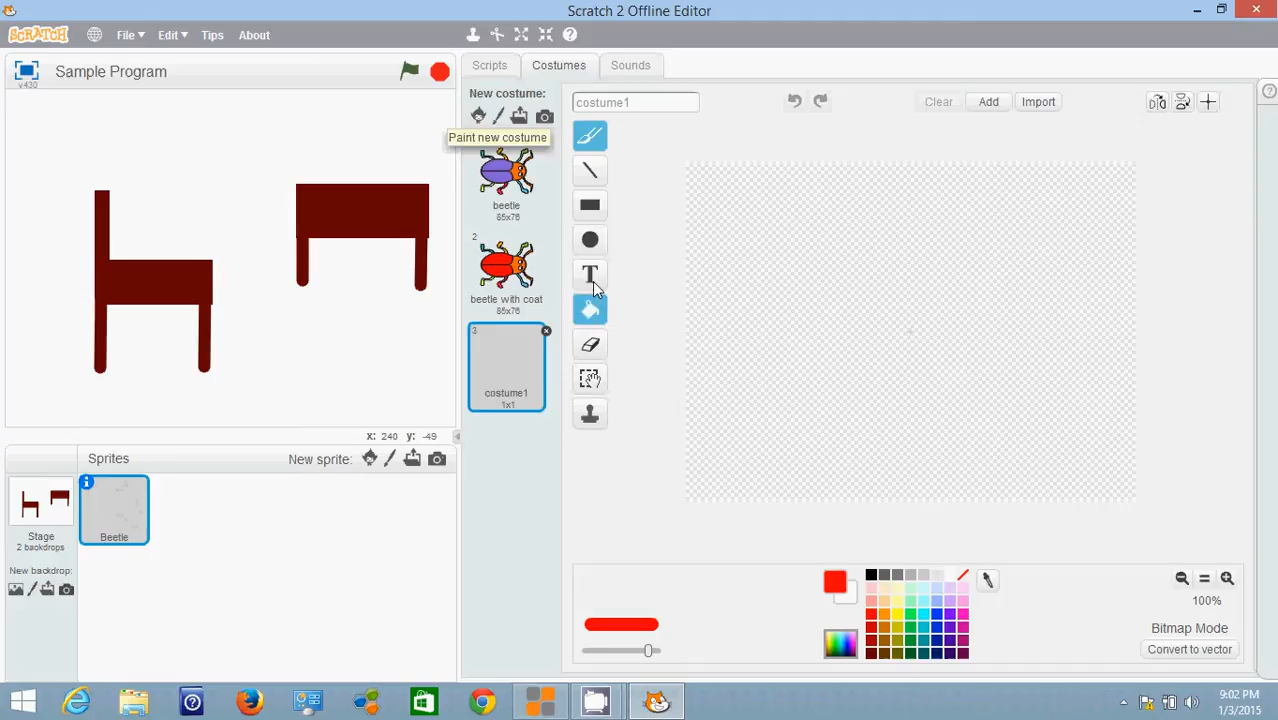 Scratch 2 Offline Editor
SCRATCH File Edit Tips About
v430 Sample Program
Scripts Costumes Sounds
New costume:
Paint new costume
beetle
85x76
2
beetle with coat
85x76
3
costume1
1x1
costume1
Clear Add Import
T
x: 240 y: -49
Sprites New sprite:
Stage
2 backdrops
New backdrop:
Beetle
100%
Bitmap Mode
Convert to vector
9:02 PM
1/3/2015